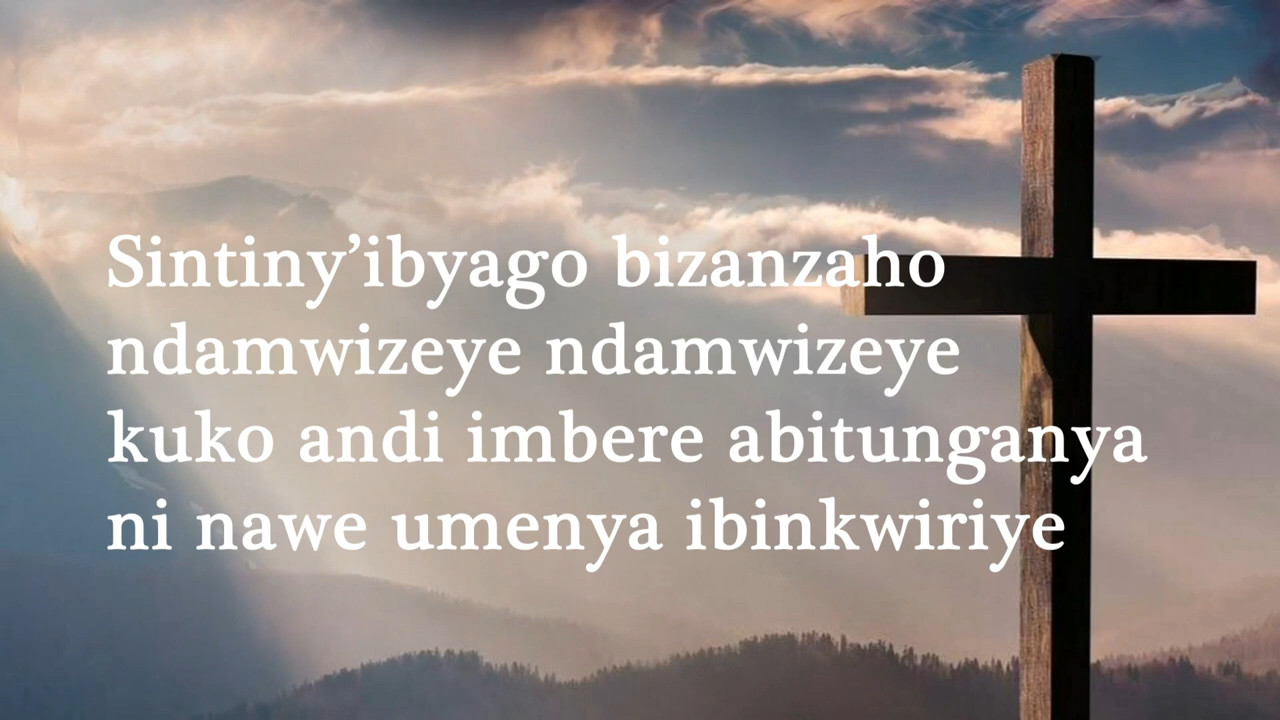 Sintiny’ibyago bizanzaho
ndamwizeye ndamwizeye
kuko andi imbere abitunganya
ni nawe umenya ibinkwiriye